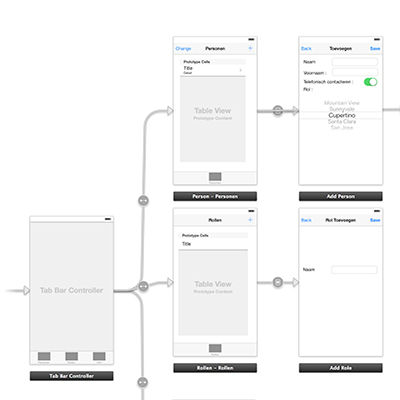 Change Personen +
Prototype Cells
Title
Detail
Table View
Prototype Content
Person - Personen
Back Toevoegen Save
Naam
Voornaam :
Telefonisch contacteren :
Mountain View
Sunnyvale
Cupertino
Santa Clara
San Jose
Add Person
Rollen +
Prototype Cells
Title
Table View
Prototype Content
Rollen - Rollen
Back Rol Toevoegen Save
Naam
Add Role
Tab Bar Controller
Tab Bar Controller